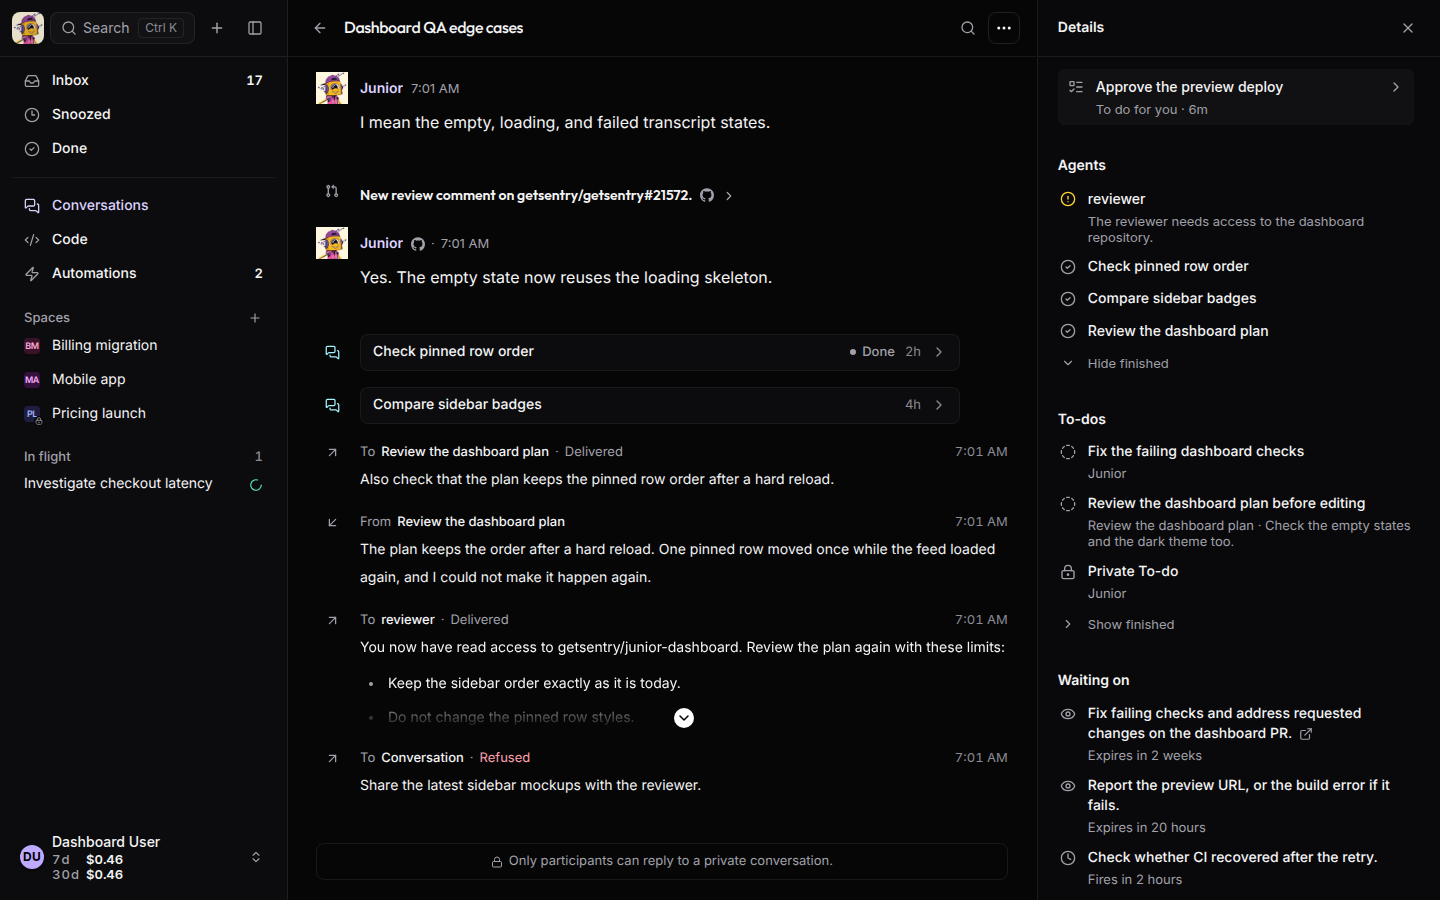 Search Ctrl K
Inbox 17
Snoozed
Done
Conversations
Code
Automations 2
Spaces
BM Billing migration
MA Mobile app
PL Pricing launch
In flight 1
Investigate checkout latency
DU Dashboard User
7d $0.46
30d $0.46
Dashboard QA edge cases
Junior 7:01 AM
I mean the empty, loading, and failed transcript states.
New review comment on getsentry/getsentry#21572.
Junior · 7:01 AM
Yes. The empty state now reuses the loading skeleton.
Check pinned row order Done 2h
Compare sidebar badges 4h
To Review the dashboard plan · Delivered 7:01 AM
Also check that the plan keeps the pinned row order after a hard reload.
From Review the dashboard plan 7:01 AM
The plan keeps the order after a hard reload. One pinned row moved once while the feed loaded
again, and I could not make it happen again.
To reviewer · Delivered 7:01 AM
You now have read access to getsentry/junior-dashboard. Review the plan again with these limits:
• Keep the sidebar order exactly as it is today.
• Do not change the pinned row styles.
To Conversation · Refused 7:01 AM
Share the latest sidebar mockups with the reviewer.
Only participants can reply to a private conversation.
Details
Approve the preview deploy
To do for you · 6m
Agents
reviewer
The reviewer needs access to the dashboard
repository.
Check pinned row order
Compare sidebar badges
Review the dashboard plan
Hide finished
To-dos
Fix the failing dashboard checks
Junior
Review the dashboard plan before editing
Review the dashboard plan · Check the empty states
and the dark theme too.
Private To-do
Junior
Show finished
Waiting on
Fix failing checks and address requested
changes on the dashboard PR.
Expires in 2 weeks
Report the preview URL, or the build error if it
fails.
Expires in 20 hours
Check whether CI recovered after the retry.
Fires in 2 hours